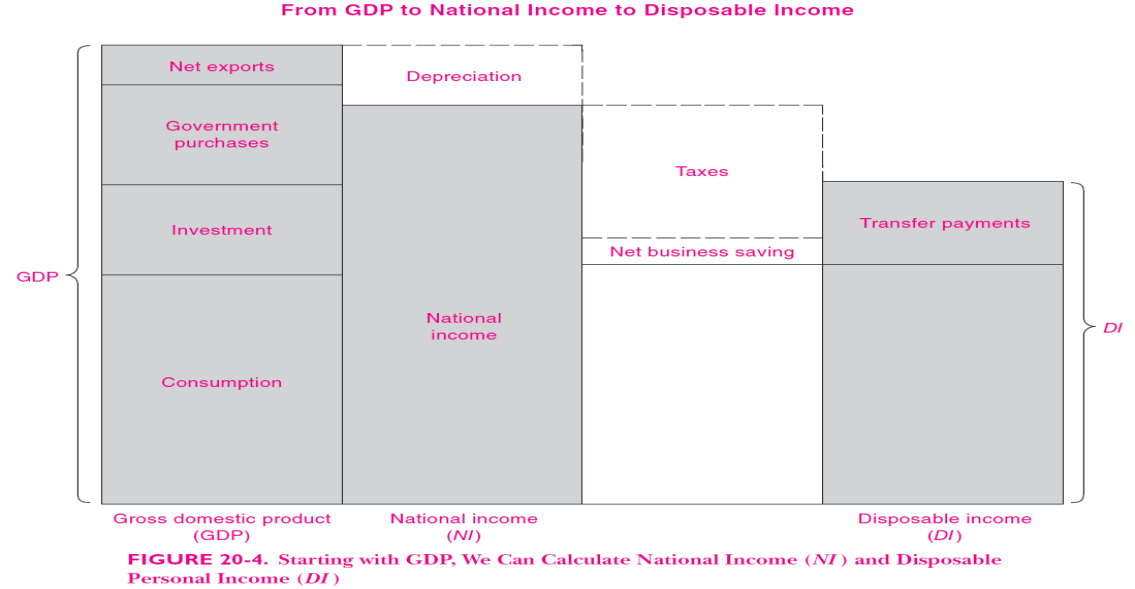 From GDP to National Income to Disposable Income
Net exports
Depreciation
Government
purchases
Taxes
Transfer payments
Investment
Net business saving
GDP
National
income
DI
Consumption
Gross domestic product
(GDP)
National income
(NI)
Disposable income
(DI)
FIGURE 20-4. Starting with GDP, We Can Calculate National Income (NI) and Disposable
Personal Income (DI)